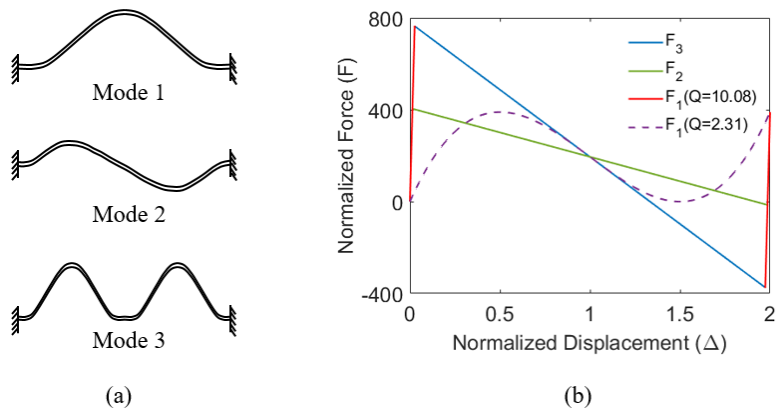 Mode 1
Mode 2
Mode 3
(a)
Normalized Force (F)
800
400
0
-400
F3
F2
F1(Q=10.08)
F1(Q=2.31)
0
0.5
1
1.5
2
Normalized Displacement (Δ)
(b)